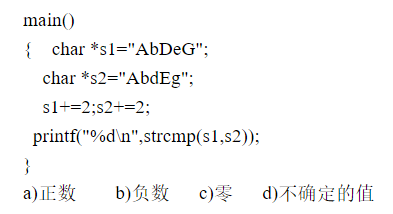 main()
{    char *s1="AbDeG";
char *s2="AbdEg";
s1+=2;s2+=2;
printf("%d\n",strcmp(s1,s2));
}
a)正数    b)负数    c)零    d)不确定的值